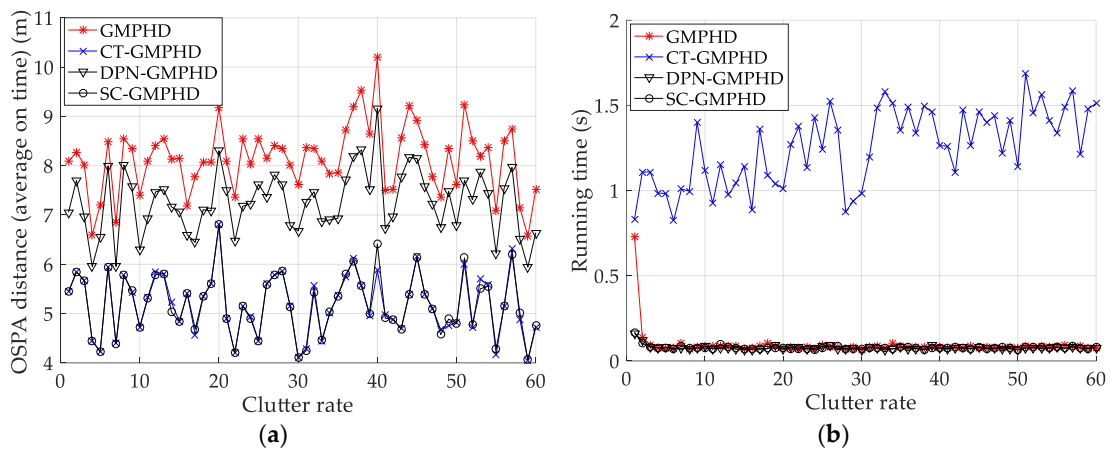 OSPA distance (average on time) (m)
11
10
9
8
7
6
5
4
GMPHD
CT-GMPHD
DPN-GMPHD
SC-GMPHD
0 10 20 30 40 50 60
Clutter rate
(a)
Running time (s)
2
1.5
1
0.5
0
GMPHD
CT-GMPHD
DPN-GMPHD
SC-GMPHD
0 10 20 30 40 50 60
Clutter rate
(b)